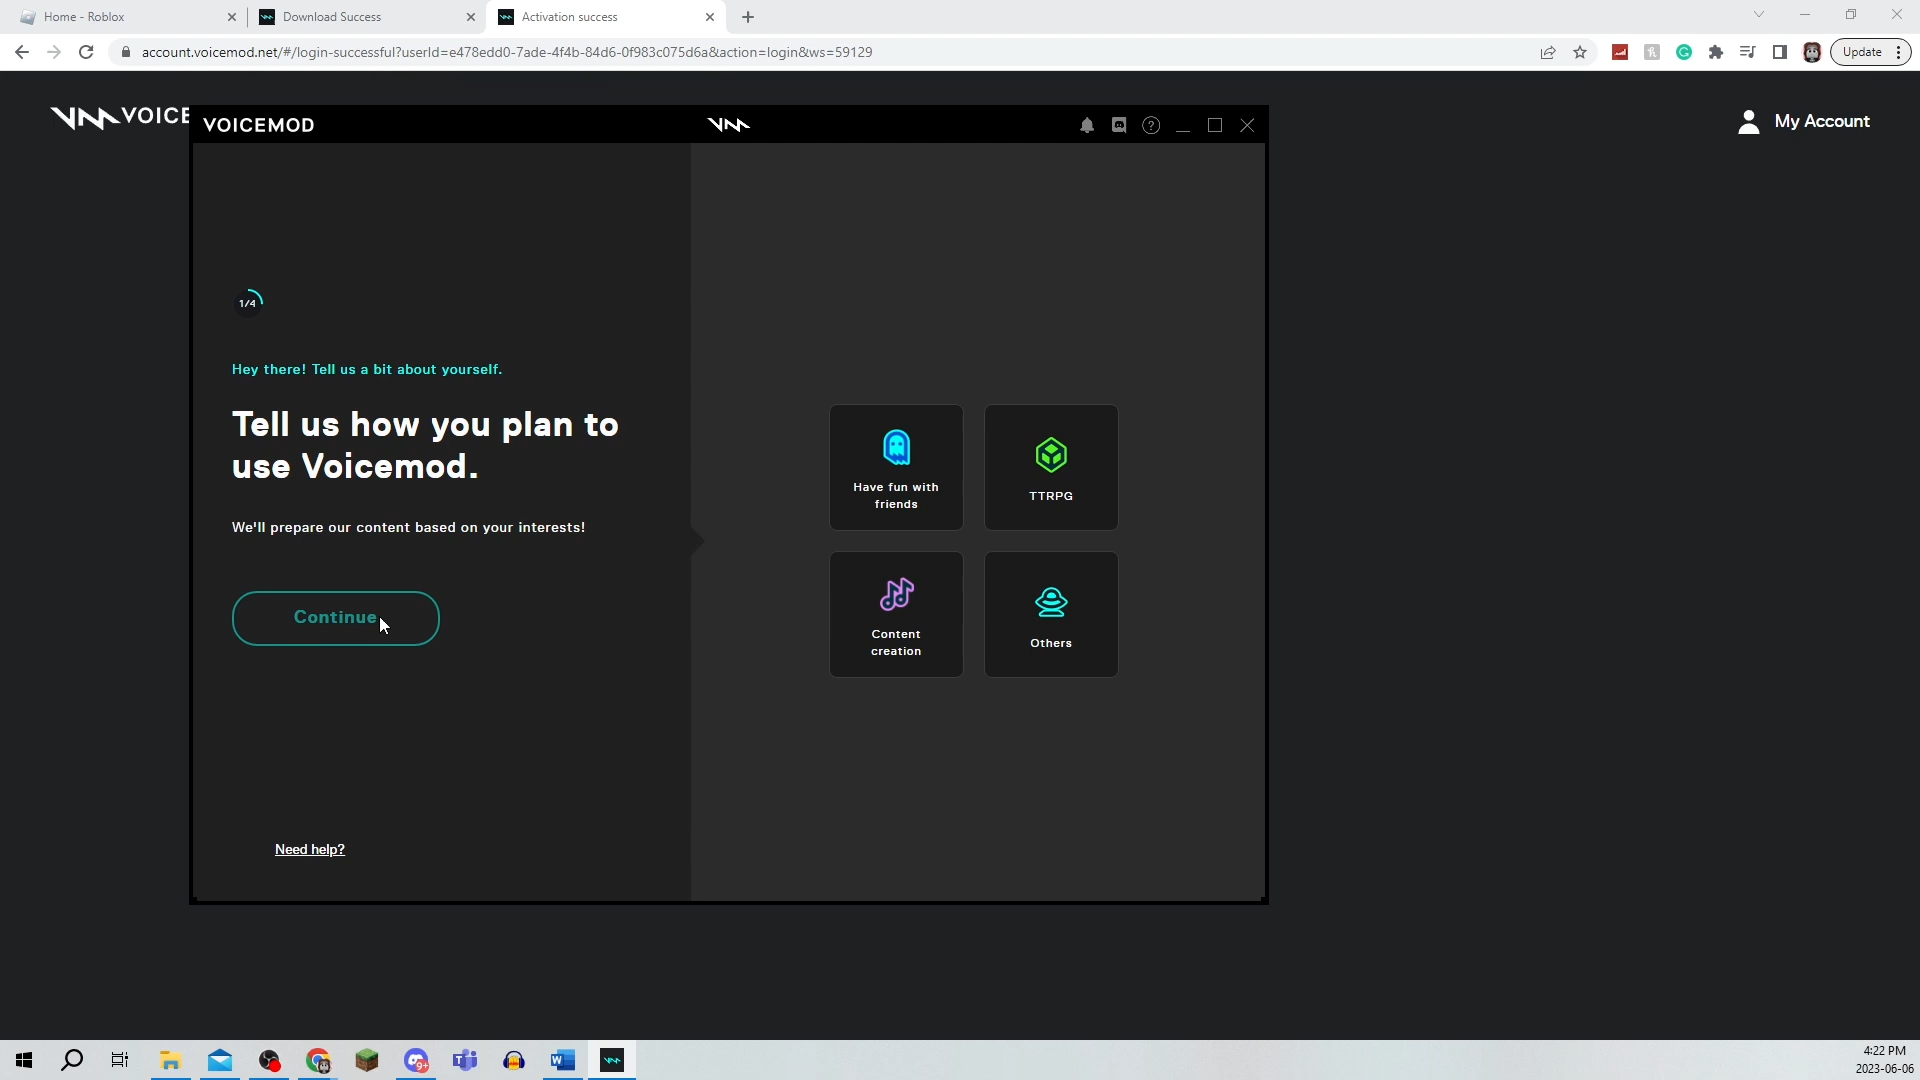 Home - Roblox
Download Success
Activation success
account.voicemod.net/#/login-successful?userId=e478edd0-7ade-4f4b-84d6-0f983c075d6a&action=login&ws=59129
Update
VOICE
VOICEMOD
My Account
1/4
Hey there! Tell us a bit about yourself.
Tell us how you plan to
use Voicemod.
We'll prepare our content based on your interests!
Continue
Need help?
Have fun with
friends
TTRPG
Content
creation
Others
9+
4:22 PM
2023-06-06